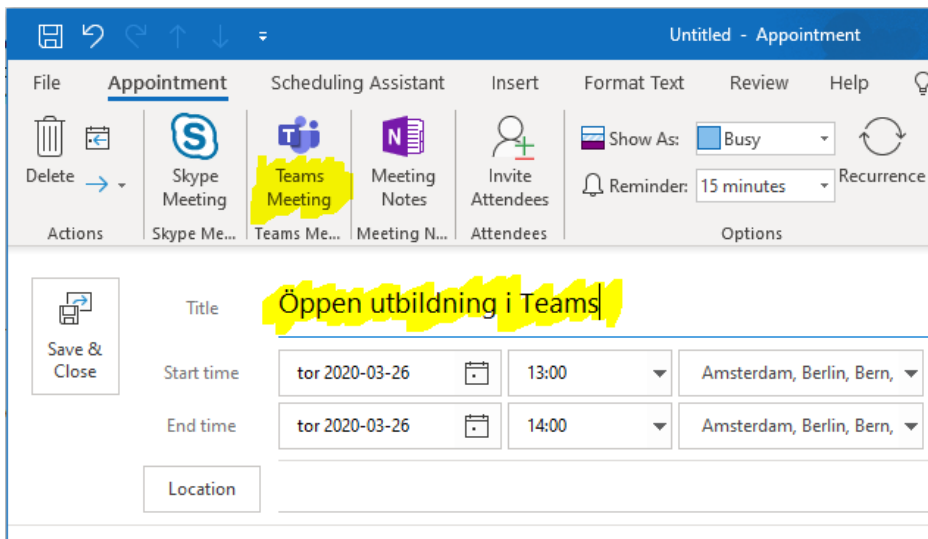 Untitled - Appointment
File Appointment Scheduling Assistant Insert Format Text Review Help
Delete
Skype Meeting
Teams Meeting
Meeting Notes
Invite Attendees
Show As: Busy
Reminder: 15 minutes
Recurrence
Actions Skype Me... Teams Me... Meeting N... Attendees Options
Save & Close
Title Öppen utbildning i Teams
Start time tor 2020-03-26 13:00 Amsterdam, Berlin, Bern,
End time tor 2020-03-26 14:00 Amsterdam, Berlin, Bern,
Location